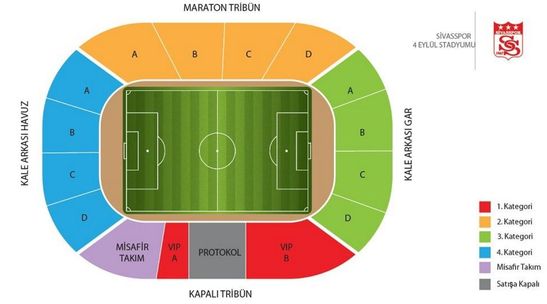 MARATON TRİBÜN
SİVASSPOR
4 EYLÜL STADYUMU
SİVASSPOR
A
B
C
D
KALE ARKASI HAVUZ
A
B
C
D
A
B
C
D
KALE ARKASI GAR
MİSAFİR
TAKIM
VIP
A
PROTOKOL
VIP
B
KAPALI TRİBÜN
1. Kategori
2. Kategori
3. Kategori
4. Kategori
Misafir Takım
Satışa Kapalı